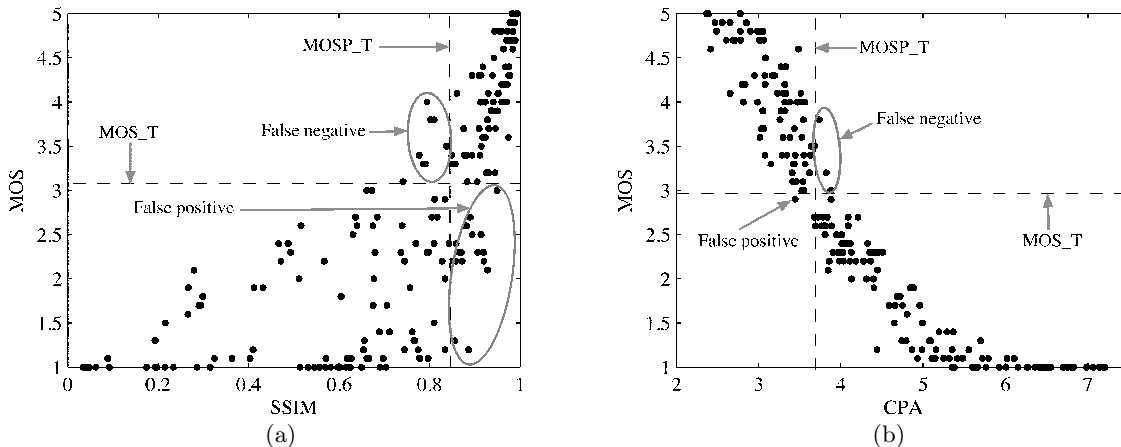 5
4.5
4
3.5
3
2.5
2
1.5
1
MOS
0
0.2
0.4
0.6
0.8
1
SSIM
MOSP_T
False negative
MOS_T
False positive
(a)
5
4.5
4
3.5
3
2.5
2
1.5
1
MOS
2
3
4
5
6
7
CPA
MOSP_T
False negative
False positive
MOS_T
(b)